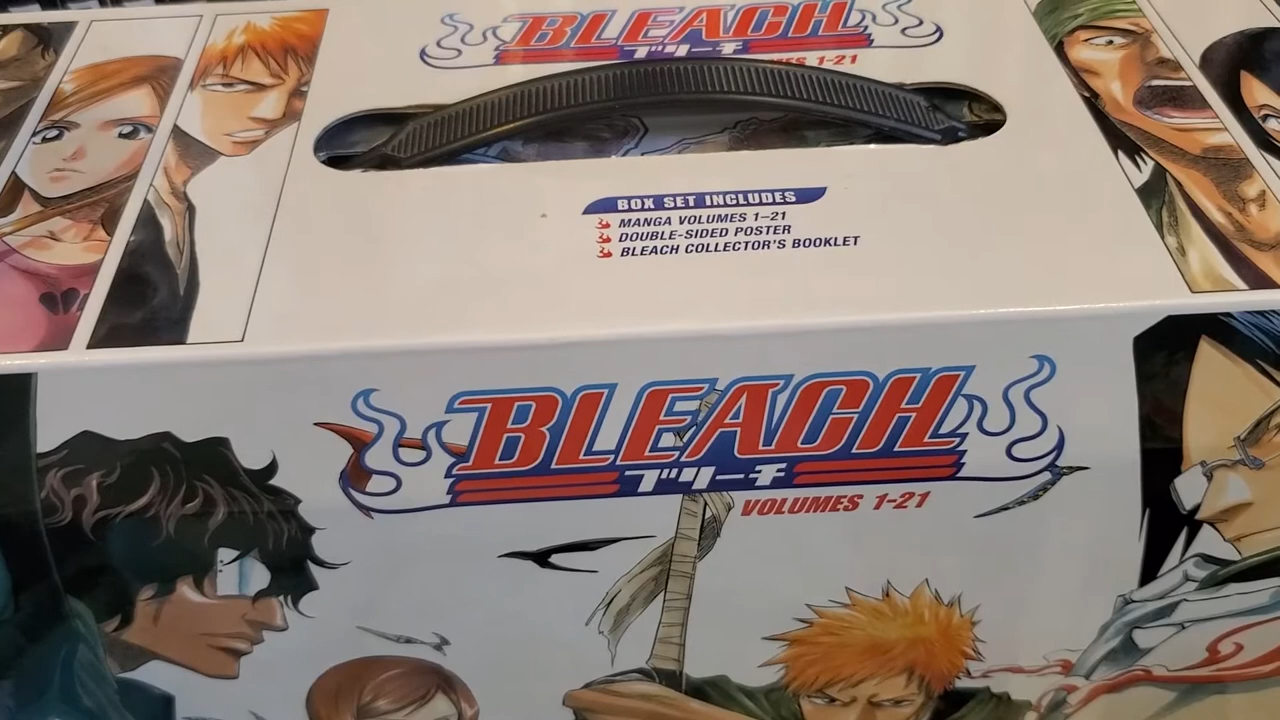 BLEACH
ブリーチ
VOLUMES 1-21
BOX SET INCLUDES
MANGA VOLUMES 1–21
DOUBLE-SIDED POSTER
BLEACH COLLECTOR'S BOOKLET
BLEACH
ブリーチ
VOLUMES 1-21